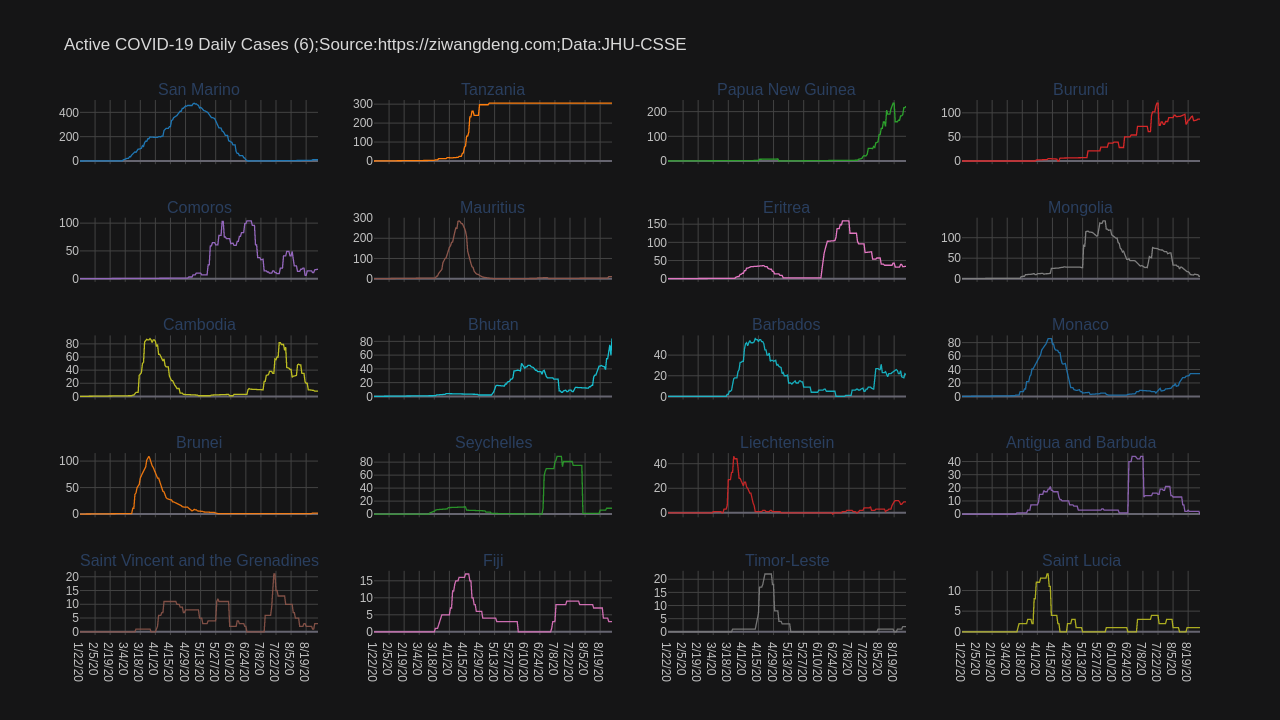 Active COVID-19 Daily Cases (6);Source:https://ziwangdeng.com;Data:JHU-CSSE
San Marino Tanzania Papua New Guinea Burundi
400 200 0 300 200 100 0 200 100 0 100 50 0
Comoros Mauritius Eritrea Mongolia
100 50 0 300 200 100 0 150 100 50 0 100 50 0
Cambodia Bhutan Barbados Monaco
80 60 40 20 0 80 60 40 20 0 40 20 0 80 60 40 20 0
Brunei Seychelles Liechtenstein Antigua and Barbuda
100 50 0 80 60 40 20 0 40 20 0 40 30 20 10 0
Saint Vincent and the Grenadines Fiji Timor-Leste Saint Lucia
20 15 10 5 0 15 10 5 0 20 15 10 5 0 10 5 0
1/22/20 2/5/20 2/19/20 3/4/20 3/18/20 4/1/20 4/15/20 4/29/20 5/13/20 5/27/20 6/10/20 6/24/20 7/8/20 7/22/20 8/5/20 8/19/20
1/22/20 2/5/20 2/19/20 3/4/20 3/18/20 4/1/20 4/15/20 4/29/20 5/13/20 5/27/20 6/10/20 6/24/20 7/8/20 7/22/20 8/5/20 8/19/20
1/22/20 2/5/20 2/19/20 3/4/20 3/18/20 4/1/20 4/15/20 4/29/20 5/13/20 5/27/20 6/10/20 6/24/20 7/8/20 7/22/20 8/5/20 8/19/20
1/22/20 2/5/20 2/19/20 3/4/20 3/18/20 4/1/20 4/15/20 4/29/20 5/13/20 5/27/20 6/10/20 6/24/20 7/8/20 7/22/20 8/5/20 8/19/20